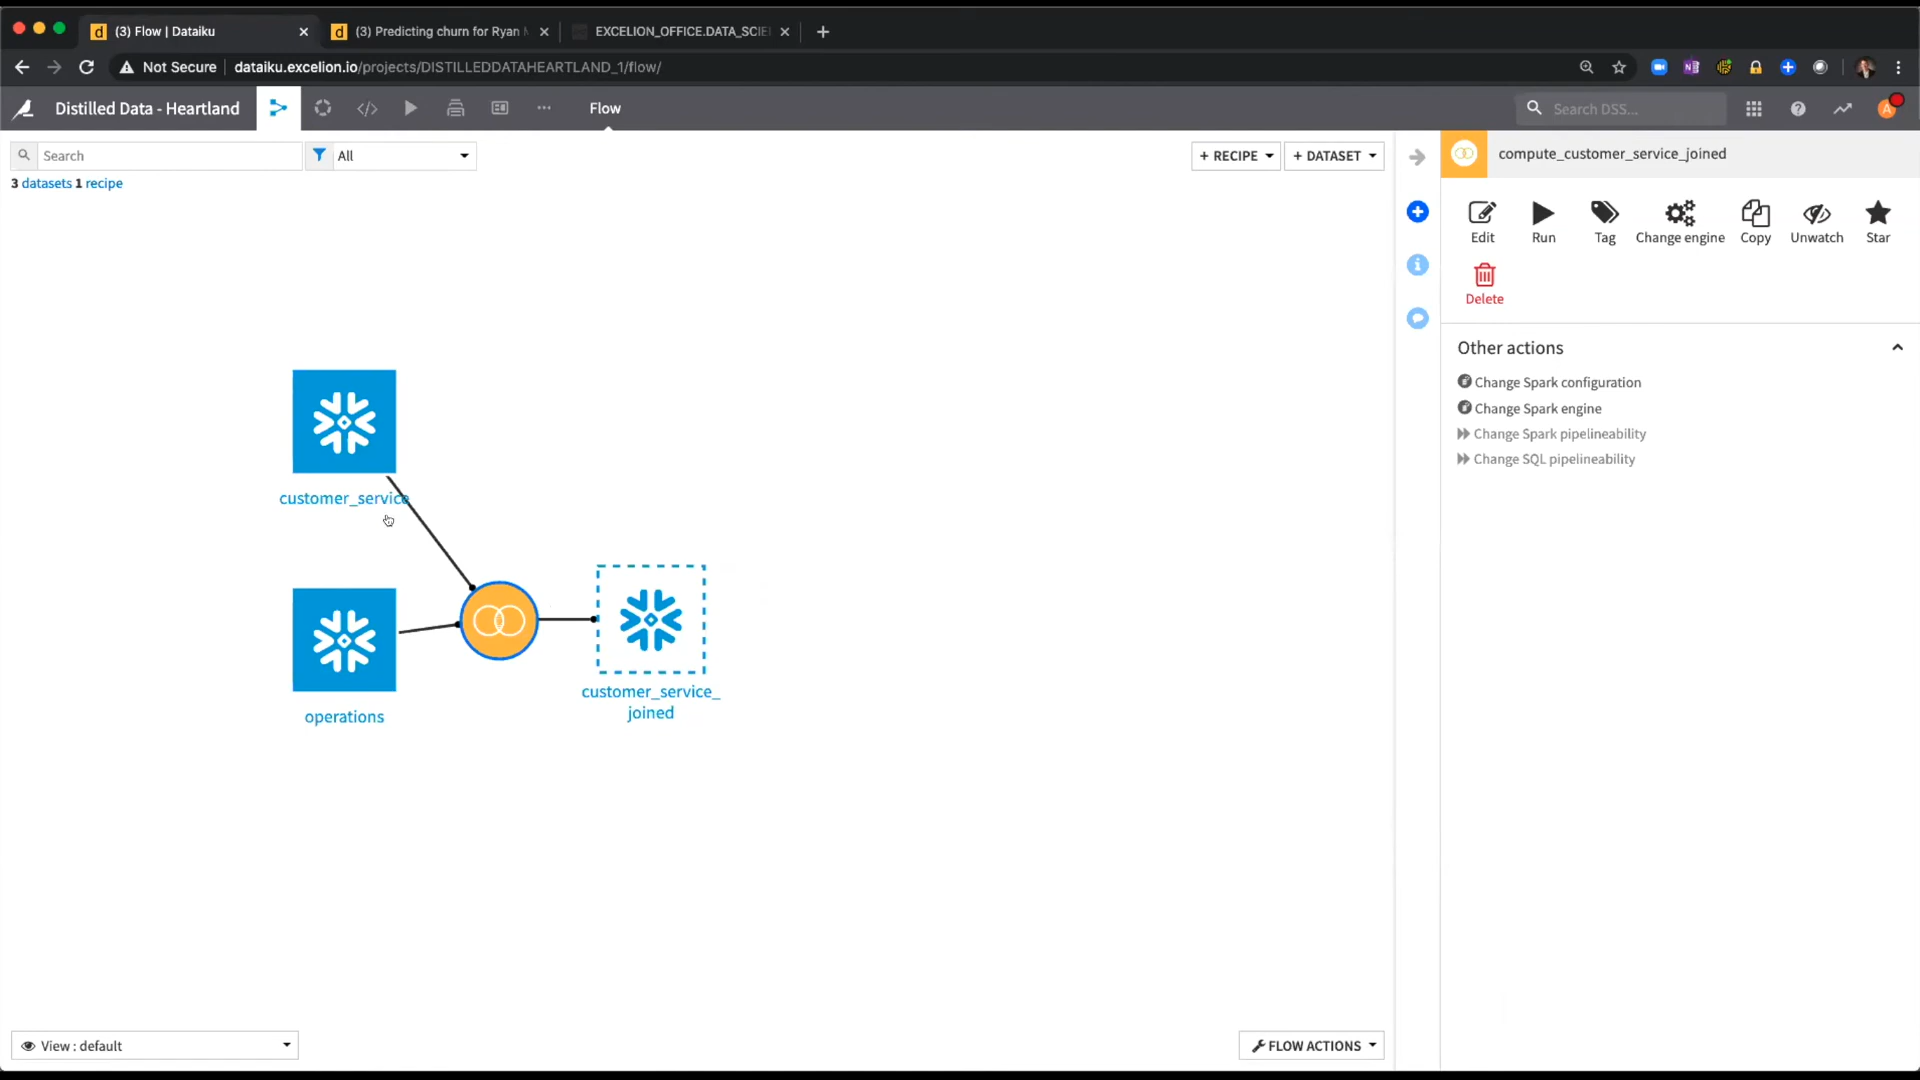 (3) Flow | Dataiku
(3) Predicting churn for Ryan
EXCELION_OFFICE.DATA_SCIE
Not Secure
dataiku.excelion.io/projects/DISTILLEDDATAHEARTLAND_1/flow/
Distilled Data - Heartland
Flow
Search DSS...
Search
All
+ RECIPE
+ DATASET
3 datasets 1 recipe
compute_customer_service_joined
Edit
Run
Tag
Change engine
Copy
Unwatch
Star
Delete
Other actions
Change Spark configuration
Change Spark engine
Change Spark pipelineability
Change SQL pipelineability
customer_service
operations
customer_service_
joined
View : default
FLOW ACTIONS